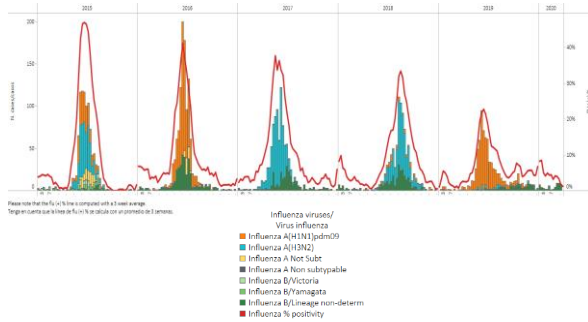 2015 2016 2017 2018 2019 2020
200
150
100
50
0
40%
30%
20%
10%
0%
Please note that the flu (+) % line is computed with a 3-week average.
Tenga en cuenta que la línea de flu (+) % se calcula con un promedio de 3 semanas.
Influenza viruses/
Virus influenza
Influenza A(H1N1)pdm09
Influenza A(H3N2)
Influenza A Not Subt
Influenza A Non subtypable
Influenza B/Victoria
Influenza B/Yamagata
Influenza B/Lineage non-determ
Influenza % positivity